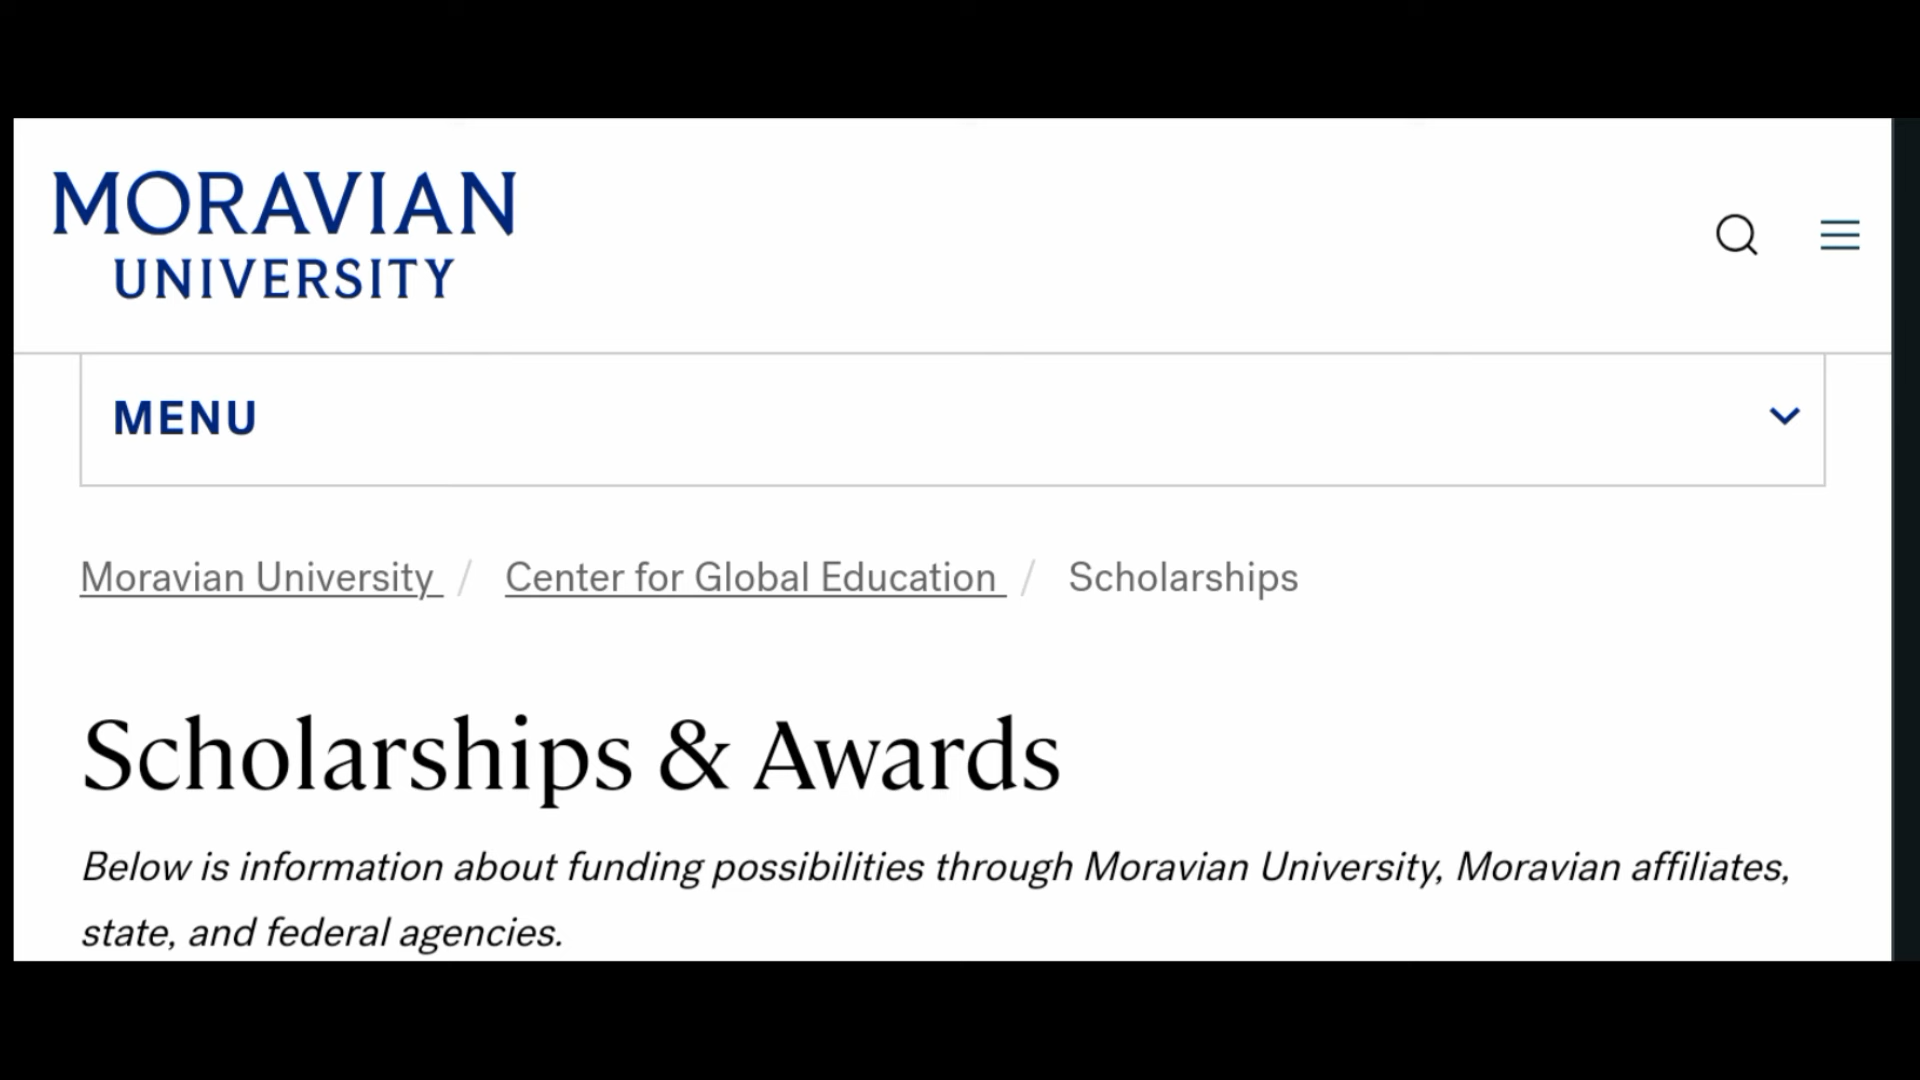 MORAVIAN
UNIVERSITY
MENU
Moravian University / Center for Global Education / Scholarships
Scholarships & Awards
Below is information about funding possibilities through Moravian University, Moravian affiliates,
state, and federal agencies.